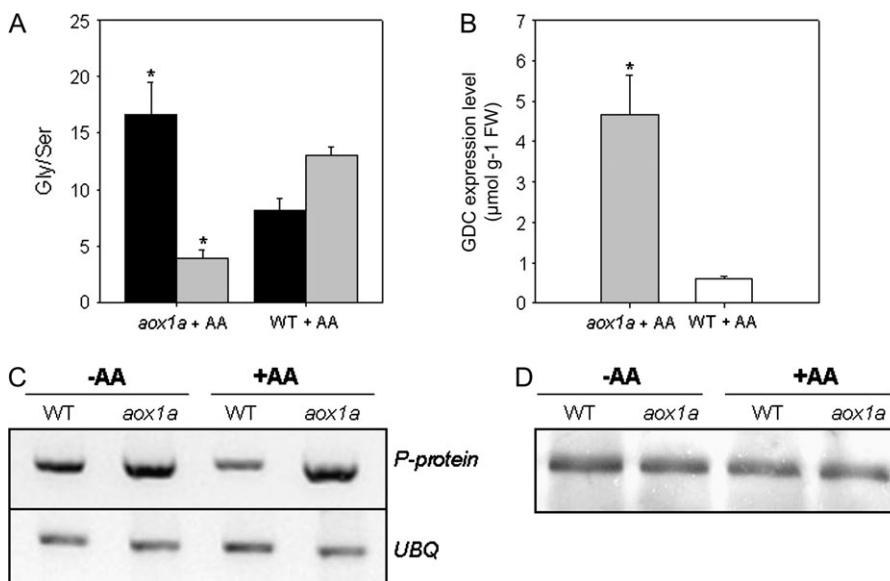 A
25
20
15
10
5
0
Gly/Ser
*
*
aox1a + AA
WT + AA
B
7
6
5
4
3
2
1
0
GDC expression level
(µmol g-1 FW)
*
aox1a + AA
WT + AA
C
-AA
+AA
WT
aox1a
WT
aox1a
P-protein
UBQ
D
-AA
+AA
WT
aox1a
WT
aox1a